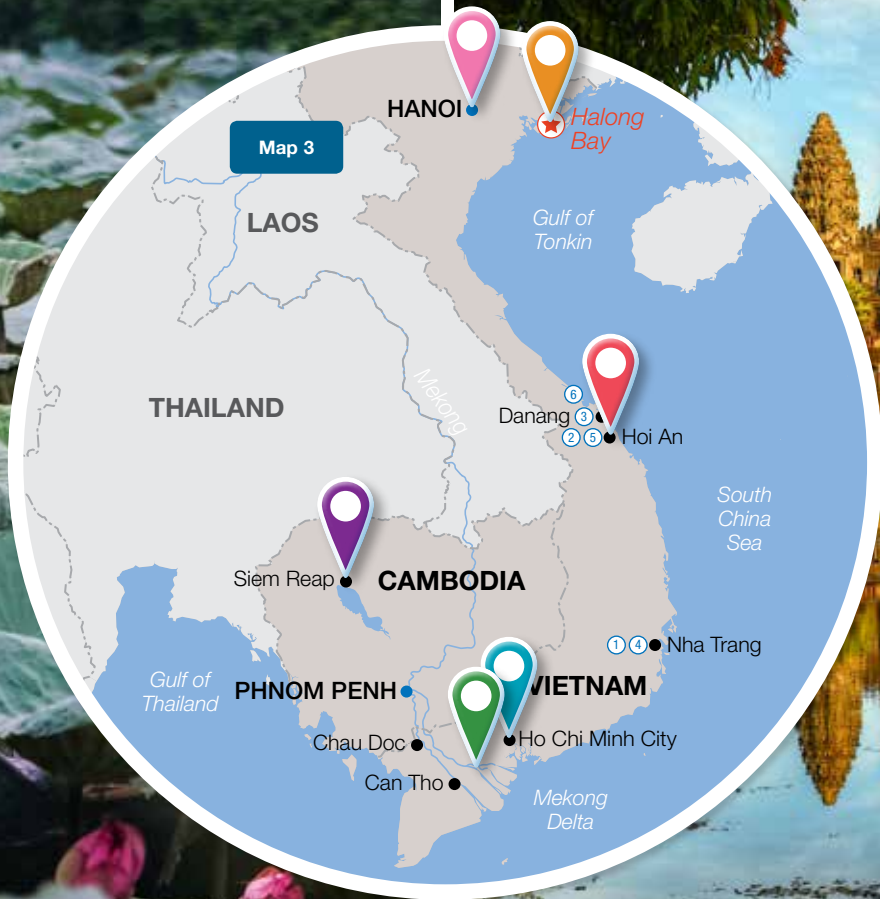 HANOI
Halong
Bay
Map 3
LAOS
Gulf of
Tonkin
THAILAND
Mekong
6
Danang 3
2 5 Hoi An
South
China
Sea
Siem Reap
CAMBODIA
1 4 Nha Trang
Gulf of
Thailand
PHNOM PENH
VIETNAM
Chau Doc
Ho Chi Minh City
Can Tho
Mekong
Delta